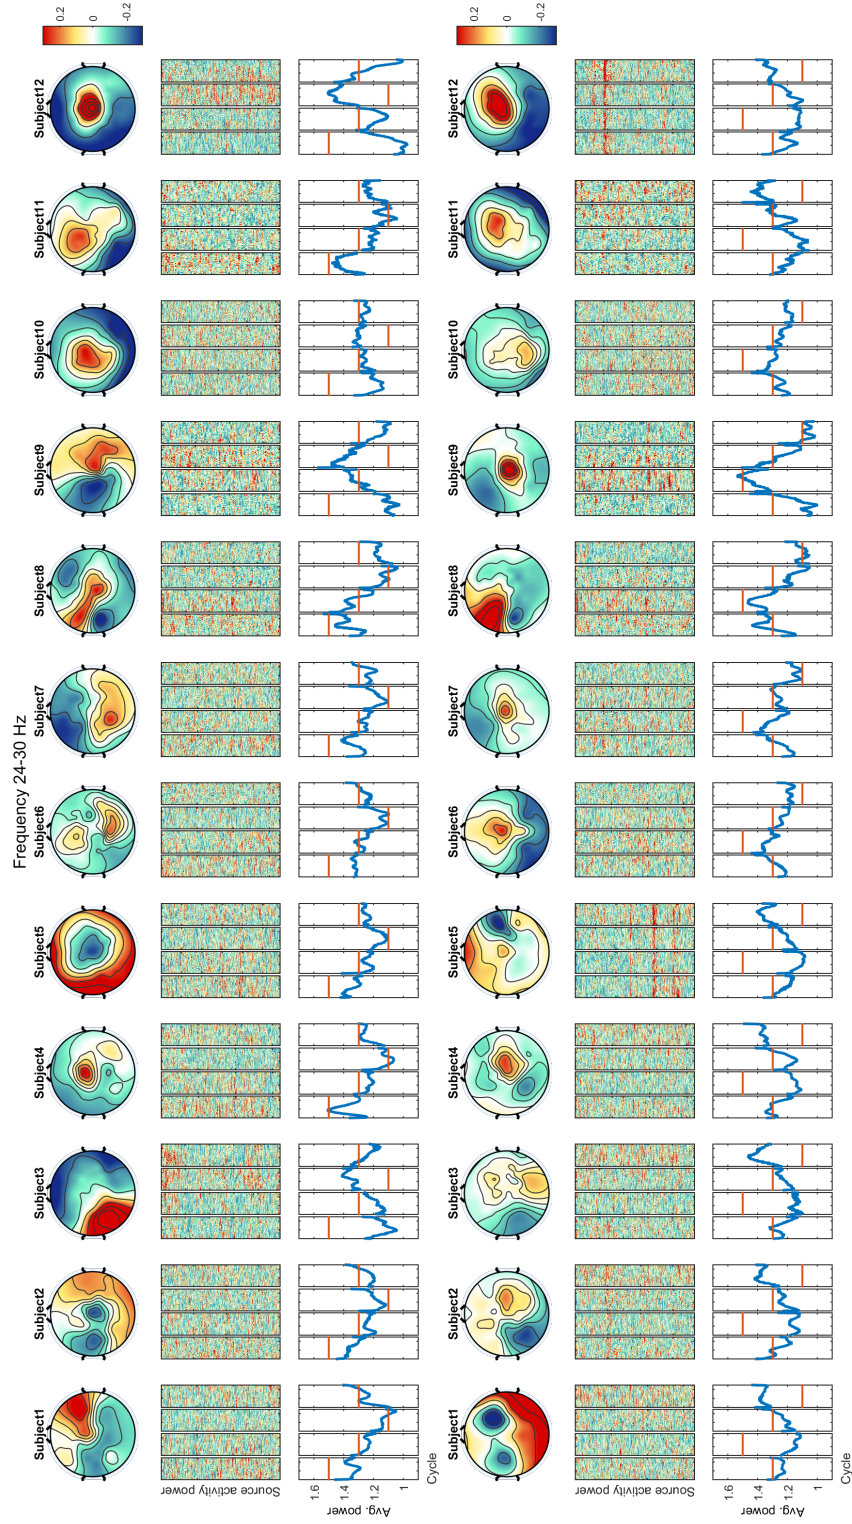 Frequency 24-30 Hz
Subject1 Subject2 Subject3 Subject4 Subject5 Subject6 Subject7 Subject8 Subject9 Subject10 Subject11 Subject12
0.2
0
-0.2
Source activity power
Avg. power
1.6
1.4
1.2
1
Cycle
Subject1 Subject2 Subject3 Subject4 Subject5 Subject6 Subject7 Subject8 Subject9 Subject10 Subject11 Subject12
0.2
0
-0.2
Source activity power
Avg. power
1.6
1.4
1.2
1
Cycle